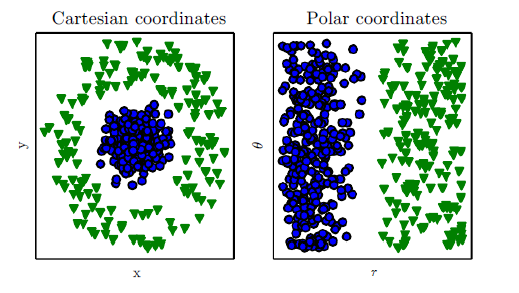 Cartesian coordinates
Polar coordinates
y
x
θ
r